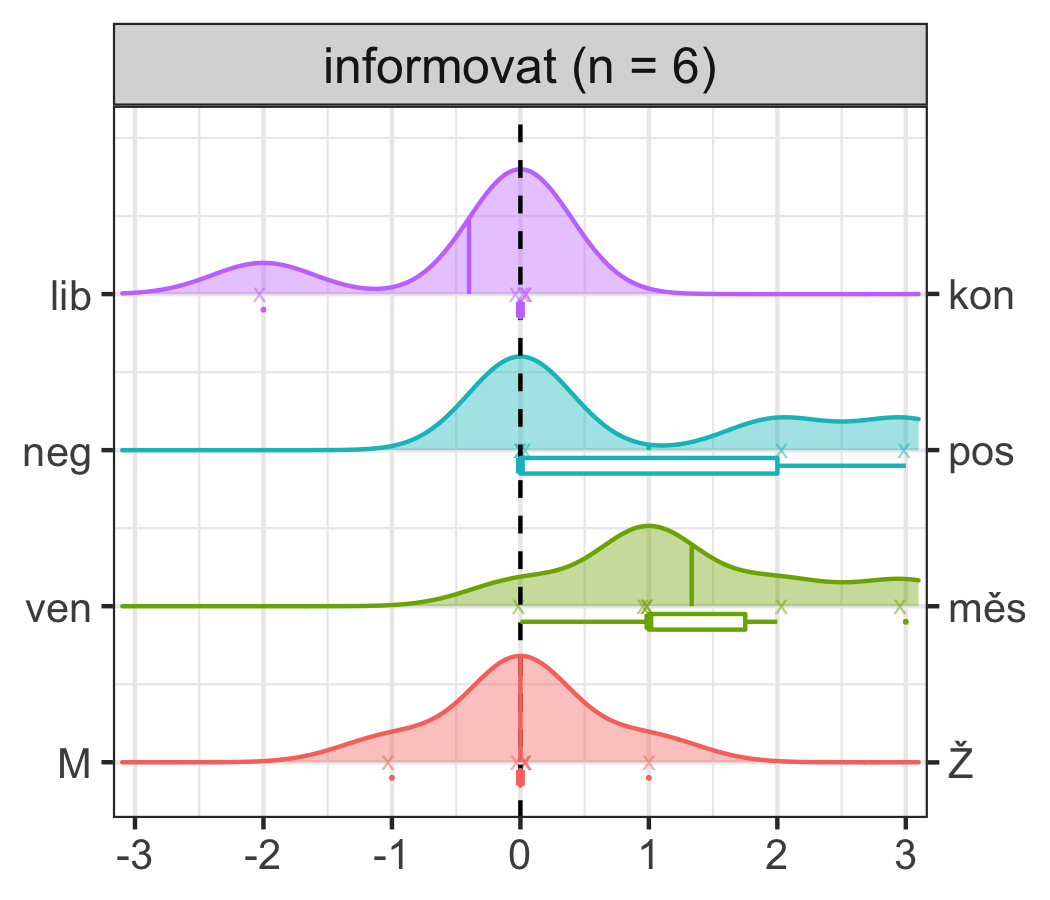 informovat (n = 6)
lib kon
neg pos
ven měs
M Ž
-3 -2 -1 0 1 2 3